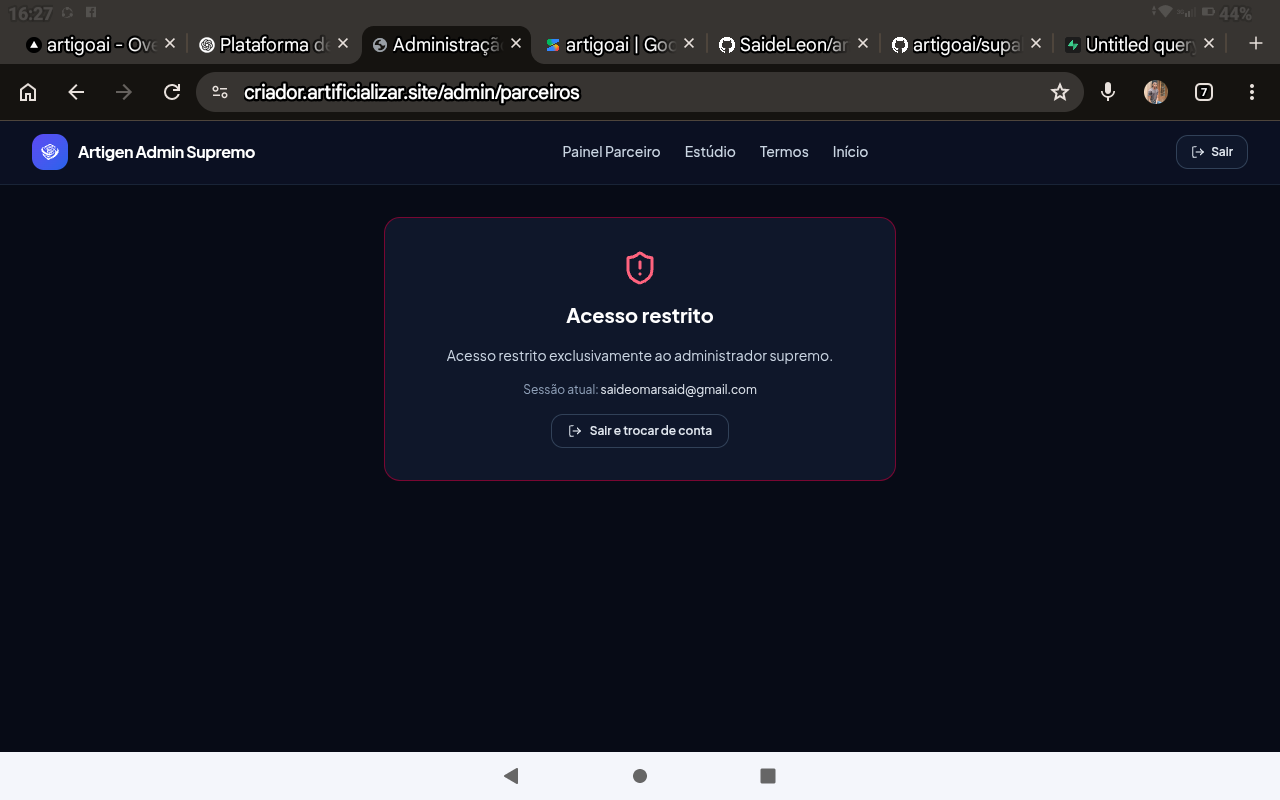 16:27
44%
artigoai - Ove
Plataforma de
Administraçã
artigoai | Goo
SaideLeon/ar
artigoai/supa
Untitled query
criador.artificializar.site/admin/parceiros
7
Artigen Admin Supremo
Painel Parceiro
Estúdio
Termos
Início
Sair
Acesso restrito
Acesso restrito exclusivamente ao administrador supremo.
Sessão atual: saideomarsaid@gmail.com
Sair e trocar de conta